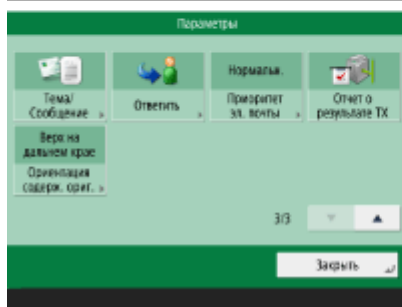 Параметры
Нормальн.
Тема/
Сообщение
Ответить
Приоритет
эл. почты
Отчет о
результате TX
Верх на
дальнем крае
Ориентация
содерж. ориг.
3/3
Закрыть